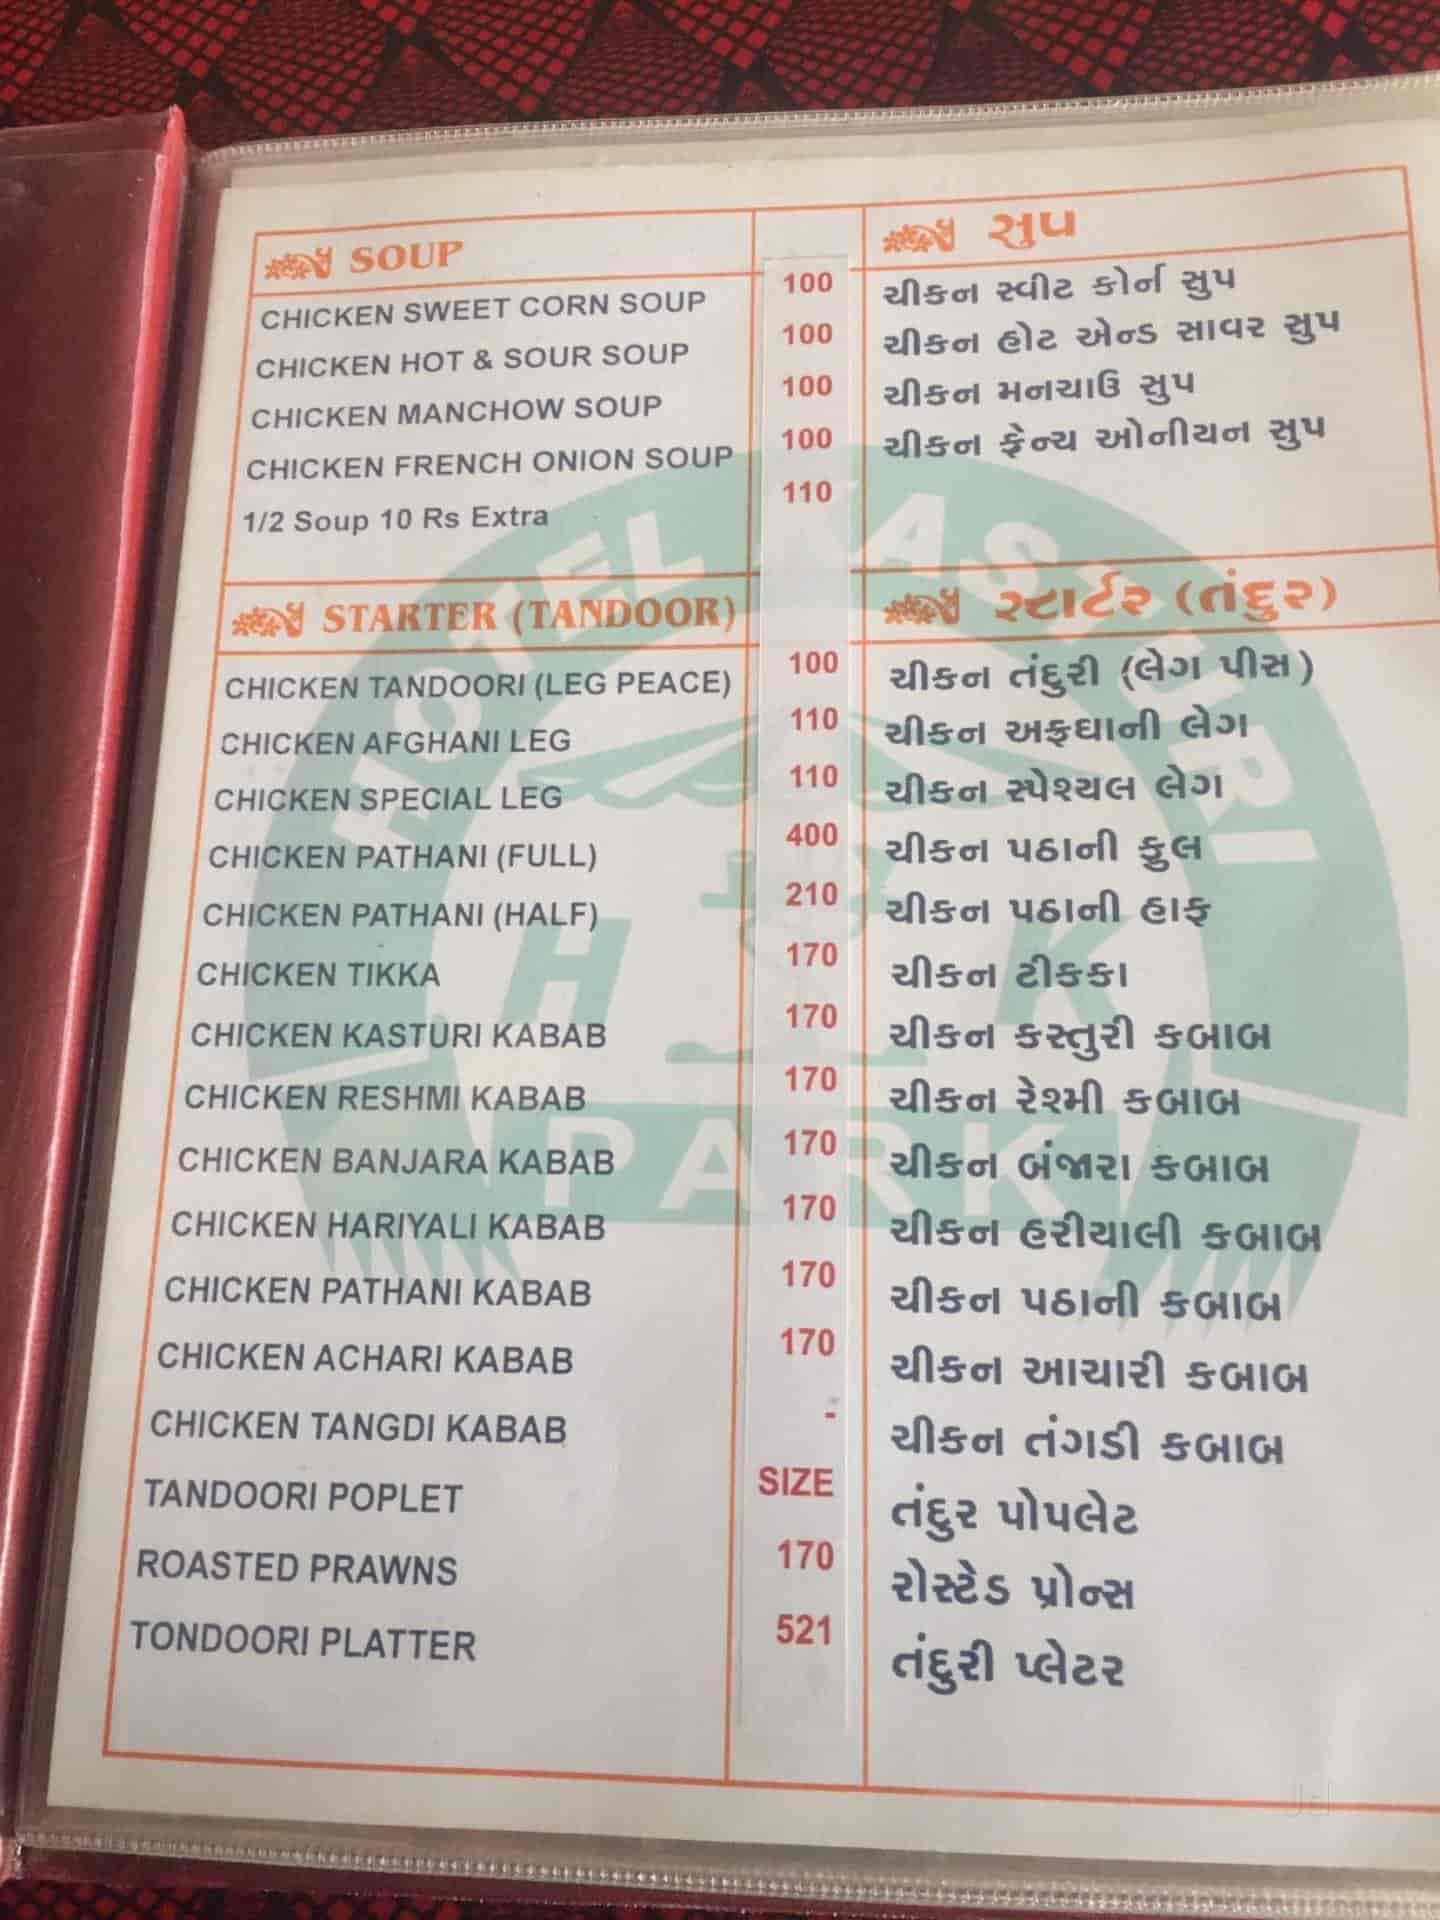 SOUP સુપ
CHICKEN SWEET CORN SOUP 100 ચીકન સ્વીટ કોર્ન સુપ
CHICKEN HOT & SOUR SOUP 100 ચીકન હોટ એન્ડ સાવર સુપ
CHICKEN MANCHOW SOUP 100 ચીકન મનચાઉ સુપ
CHICKEN FRENCH ONION SOUP 100 ચીકન ફ્રેન્ચ ઓનીયન સુપ
1/2 Soup 10 Rs Extra 110
STARTER (TANDOOR) સ્ટાર્ટર (તંદુર)
CHICKEN TANDOORI (LEG PEACE) 100 ચીકન તંદુરી (લેગ પીસ)
CHICKEN AFGHANI LEG 110 ચીકન અફઘાની લેગ
CHICKEN SPECIAL LEG 110 ચીકન સ્પેશ્યલ લેગ
CHICKEN PATHANI (FULL) 400 ચીકન પઠાની ફુલ
CHICKEN PATHANI (HALF) 210 ચીકન પઠાની હાફ
CHICKEN TIKKA 170 ચીકન ટીકકા
CHICKEN KASTURI KABAB 170 ચીકન કસ્તુરી કબાબ
CHICKEN RESHMI KABAB 170 ચીકન રેશ્મી કબાબ
CHICKEN BANJARA KABAB 170 ચીકન બંજારા કબાબ
CHICKEN HARIYALI KABAB 170 ચીકન હરીયાલી કબાબ
CHICKEN PATHANI KABAB 170 ચીકન પઠાની કબાબ
CHICKEN ACHARI KABAB 170 ચીકન આચારી કબાબ
CHICKEN TANGDI KABAB - ચીકન તંગડી કબાબ
TANDOORI POPLET SIZE તંદુર પોપલેટ
ROASTED PRAWNS 170 રોસ્ટેડ પ્રોન્સ
TONDOORI PLATTER 521 તંદુરી પ્લેટર
HOTEL KASTURI
H K
PARK
Jd